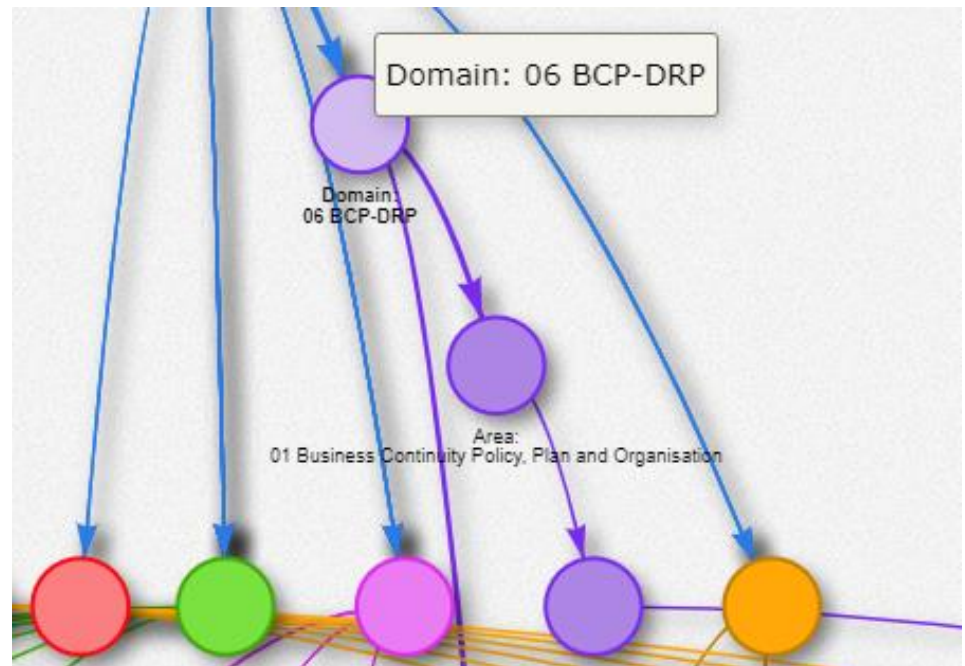 Domain: 06 BCP-DRP
Domain:
06 BCP-DRP
Area:
01 Business Continuity Policy, Plan and Organisation